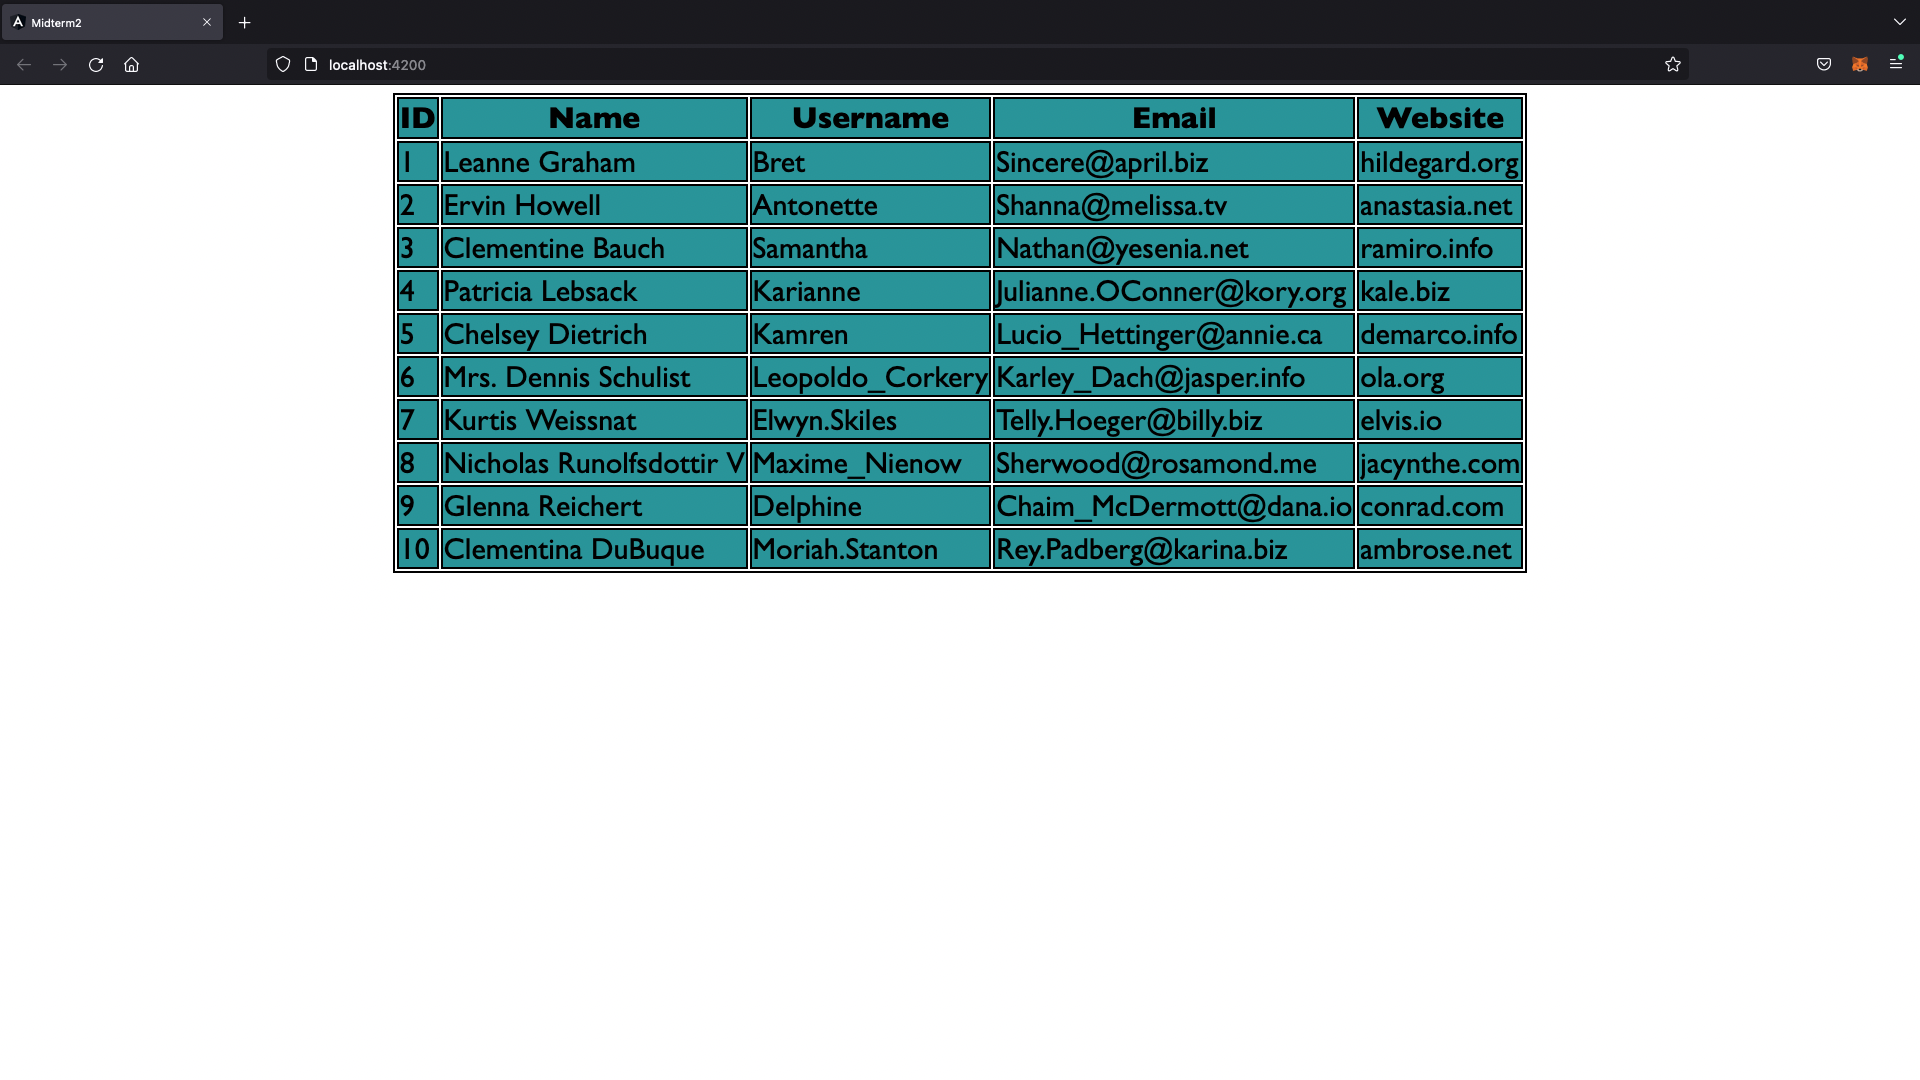 Midterm2
localhost:4200
ID Name Username Email Website
1 Leanne Graham Bret Sincere@april.biz hildegard.org
2 Ervin Howell Antonette Shanna@melissa.tv anastasia.net
3 Clementine Bauch Samantha Nathan@yesenia.net ramiro.info
4 Patricia Lebsack Karianne Julianne.OConner@kory.org kale.biz
5 Chelsey Dietrich Kamren Lucio_Hettinger@annie.ca demarco.info
6 Mrs. Dennis Schulist Leopoldo_Corkery Karley_Dach@jasper.info ola.org
7 Kurtis Weissnat Elwyn.Skiles Telly.Hoeger@billy.biz elvis.io
8 Nicholas Runolfsdottir V Maxime_Nienow Sherwood@rosamond.me jacynthe.com
9 Glenna Reichert Delphine Chaim_McDermott@dana.io conrad.com
10 Clementina DuBuque Moriah.Stanton Rey.Padberg@karina.biz ambrose.net